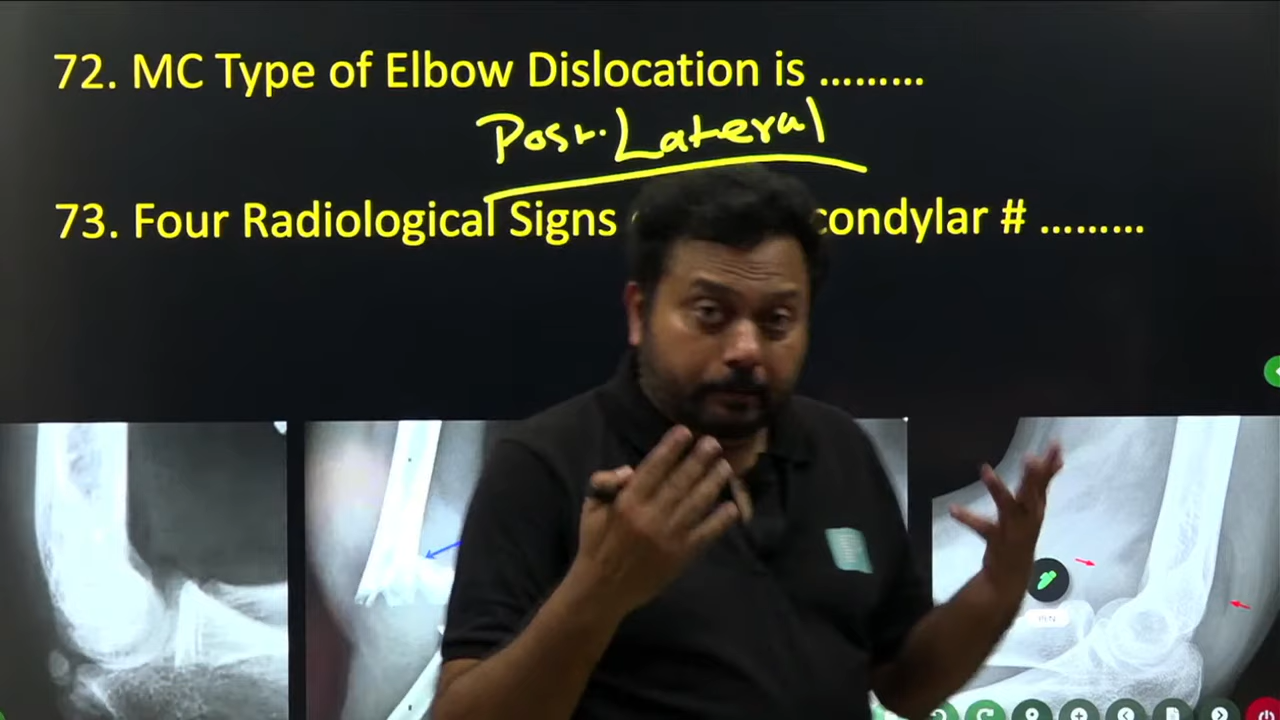 72. MC Type of Elbow Dislocation is .........
Post. Lateral
73. Four Radiological Signs condylar # .........